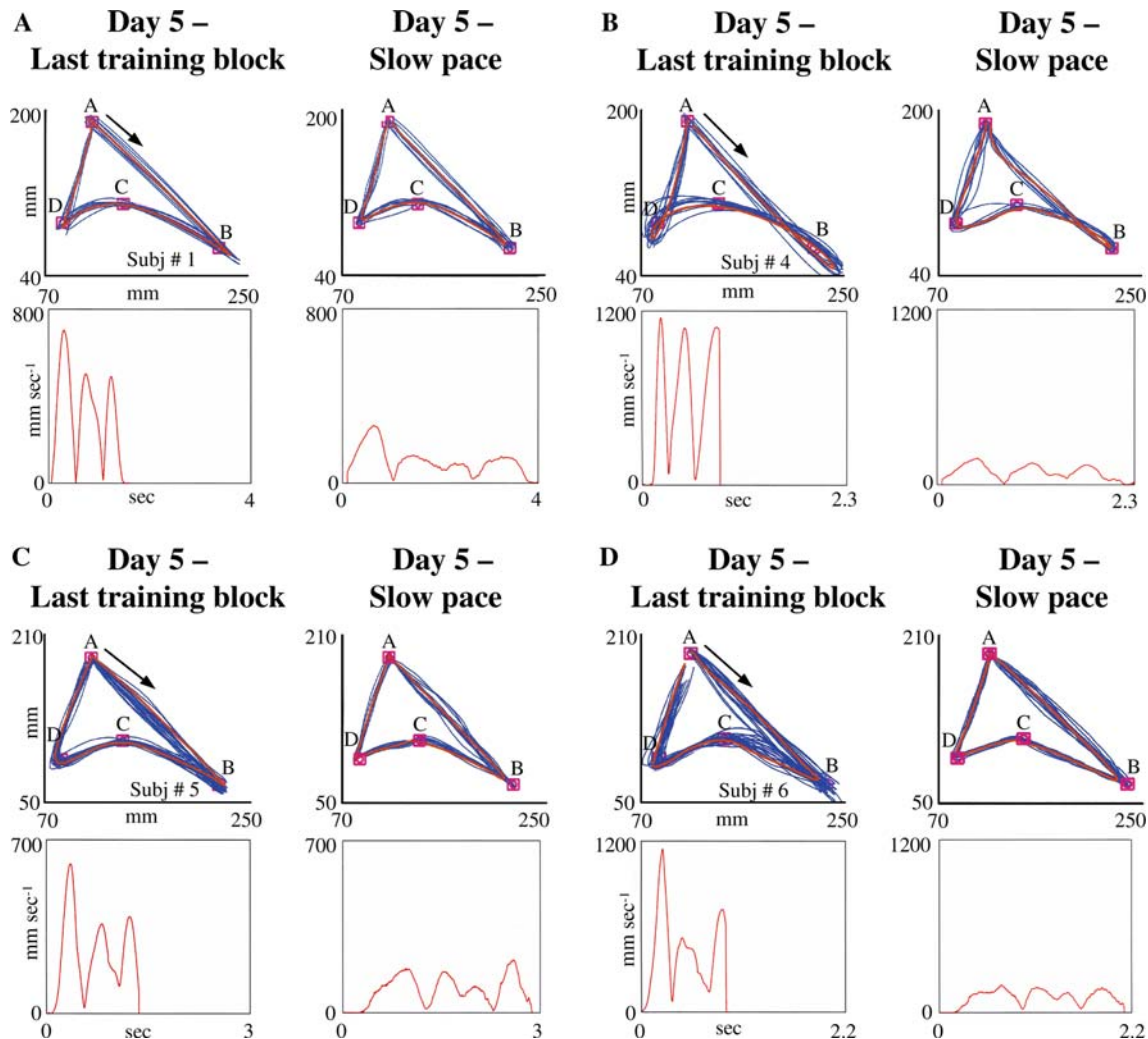 A
Day 5 –
Last training block
Day 5 –
Slow pace
200
mm
40
A
D
C
B
Subj # 1
70
mm
250
200
40
A
D
C
B
70
250
800
mm sec-1
0
0
sec
4
800
0
0
4
B
Day 5 –
Last training block
Day 5 –
Slow pace
200
mm
40
A
D
C
B
Subj # 4
70
mm
250
200
40
A
D
C
B
70
250
1200
mm sec-1
0
0
sec
2.3
1200
0
0
2.3
C
Day 5 –
Last training block
Day 5 –
Slow pace
210
mm
50
A
D
C
B
Subj # 5
70
mm
250
210
50
A
D
C
B
70
250
700
mm sec-1
0
0
sec
3
700
0
0
3
D
Day 5 –
Last training block
Day 5 –
Slow pace
210
mm
50
A
D
C
B
Subj # 6
70
mm
250
210
50
A
D
C
B
70
250
1200
mm sec-1
0
0
sec
2.2
1200
0
0
2.2